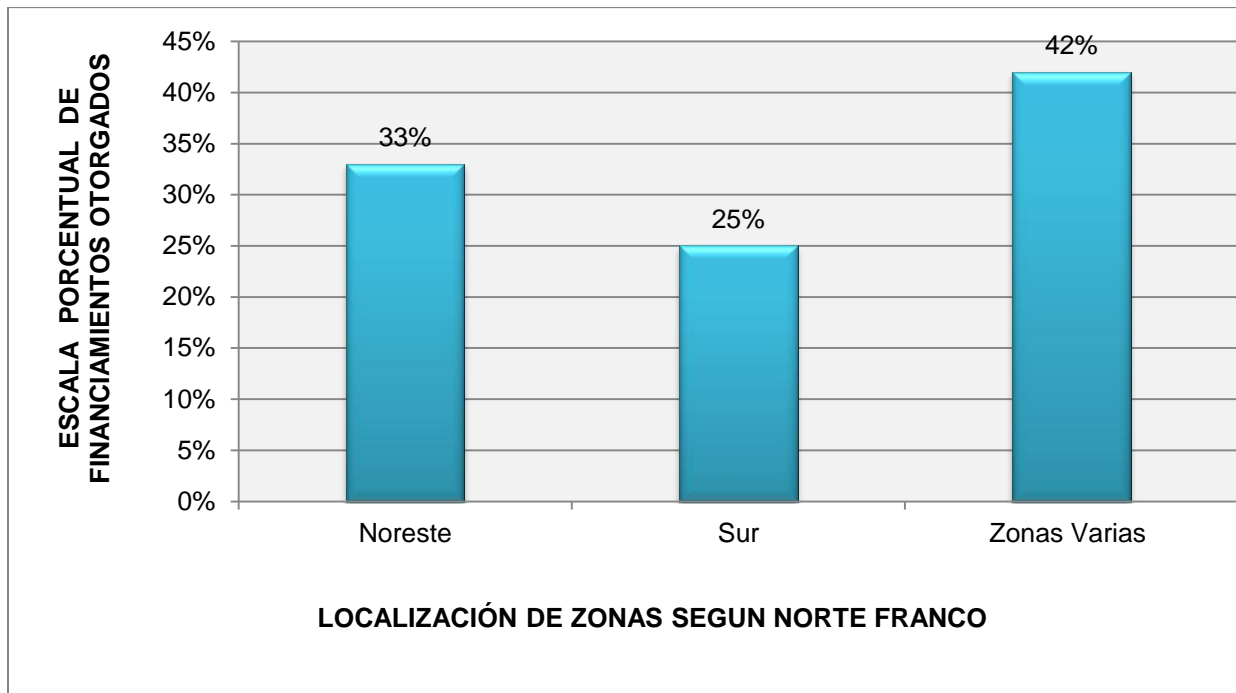 ESCALA PORCENTUAL DE
FINANCIAMIENTOS OTORGADOS
45%
40%
35%
30%
25%
20%
15%
10%
5%
0%
33%
25%
42%
Noreste
Sur
Zonas Varias
LOCALIZACIÓN DE ZONAS SEGUN NORTE FRANCO